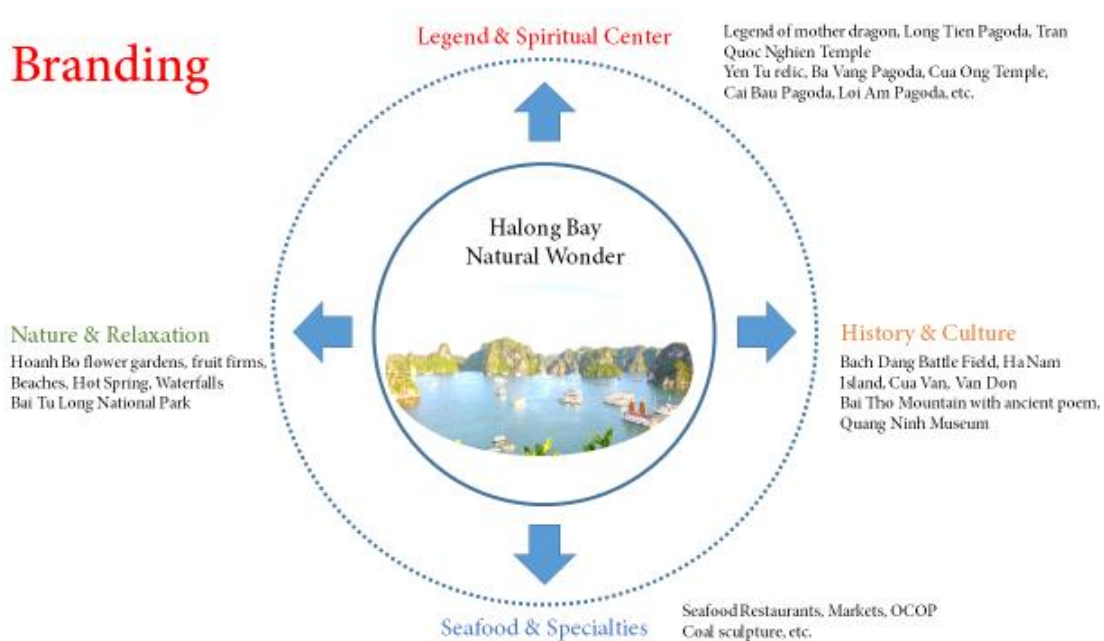 Branding
Legend & Spiritual Center
Legend of mother dragon, Long Tien Pagoda, Tran
Quoc Nghien Temple
Yen Tu relic, Ba Vang Pagoda, Cua Ong Temple,
Cai Bau Pagoda, Loi Am Pagoda, etc.
Halong Bay
Natural Wonder
Nature & Relaxation
Hoanh Bo flower gardens, fruit firms,
Beaches, Hot Spring, Waterfalls
Bai Tu Long National Park
History & Culture
Bach Dang Battle Field, Ha Nam
Island, Cua Van, Van Don
Bai Tho Mountain with ancient poem,
Quang Ninh Museum
Seafood & Specialties
Seafood Restaurants, Markets, OCOP
Coal sculpture, etc.